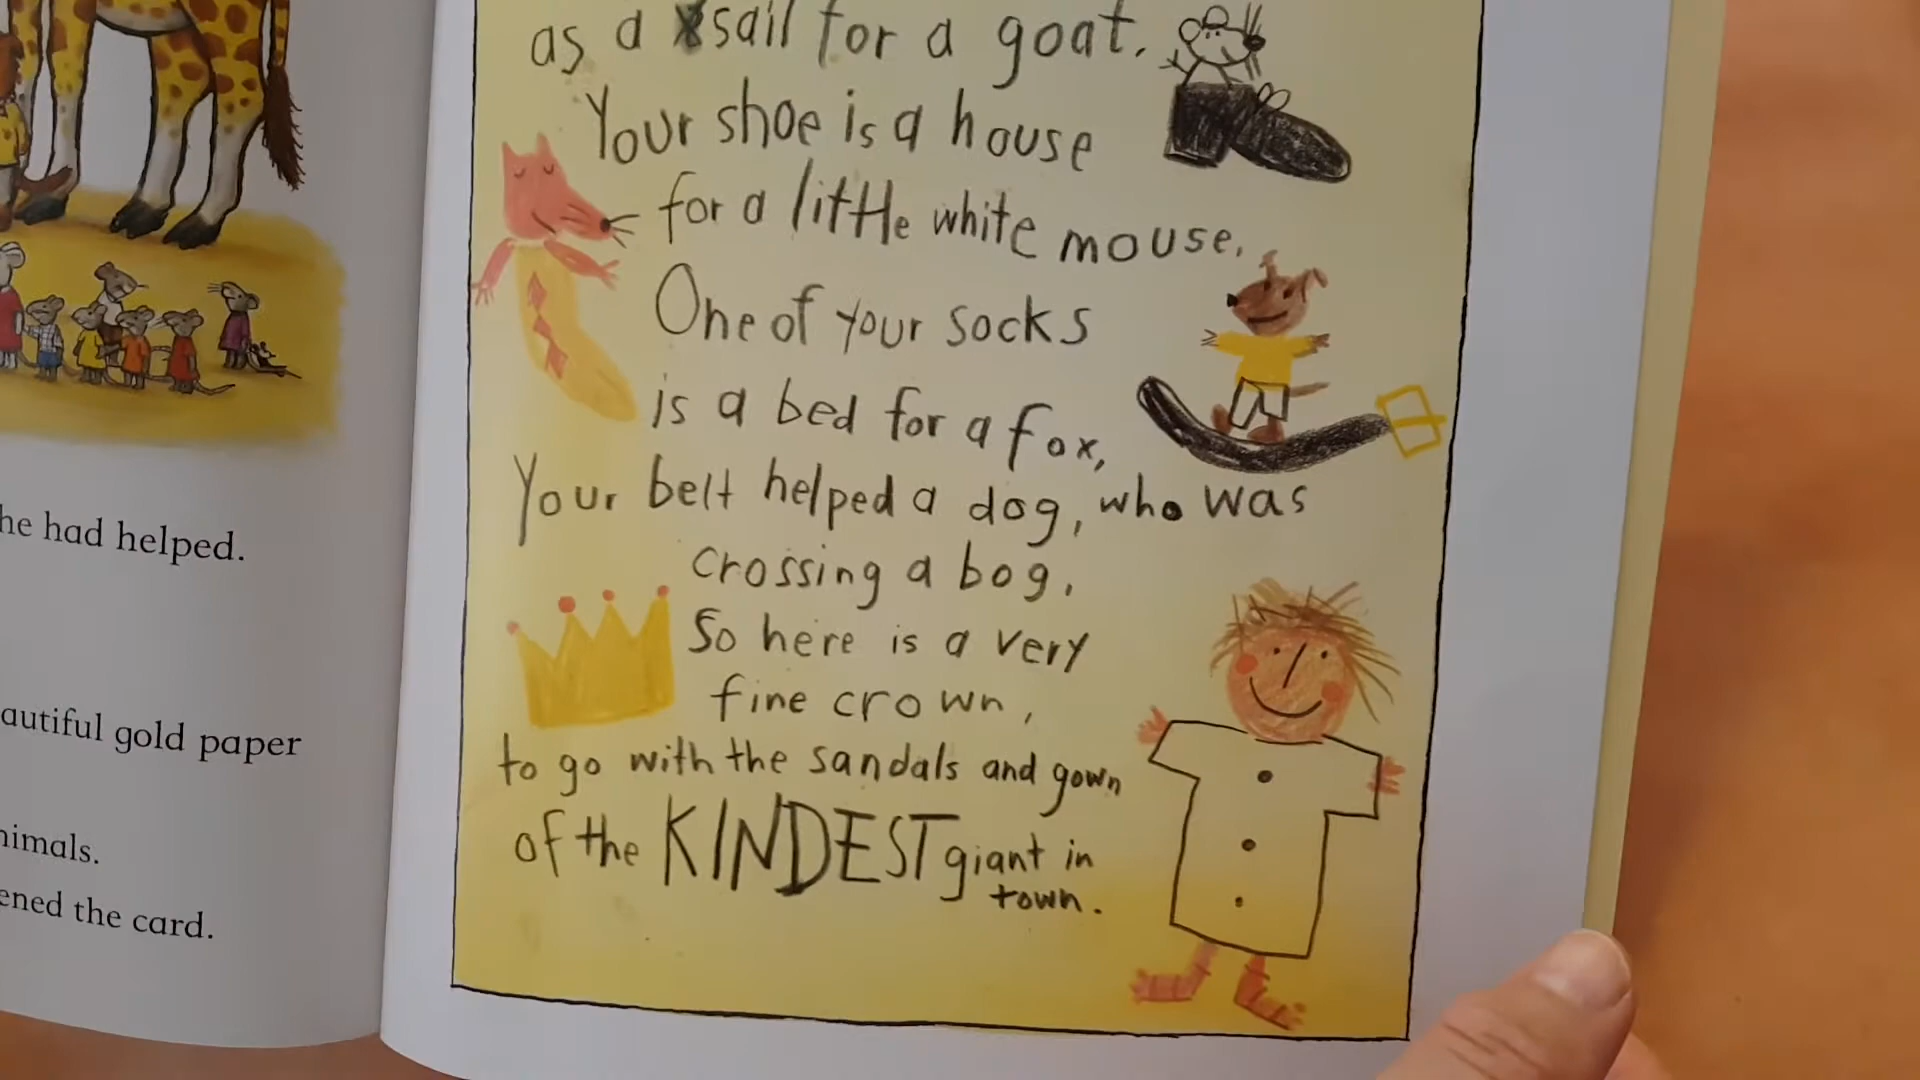 he had helped.
autiful gold paper
nimals.
ened the card.
as a sail for a goat.
Your shoe is a house
for a little white mouse.
One of your socks
is a bed for a fox,
Your belt helped a dog, who was
crossing a bog.
So here is a very
fine crown,
to go with the sandals and gown
of the KINDEST giant in
town.